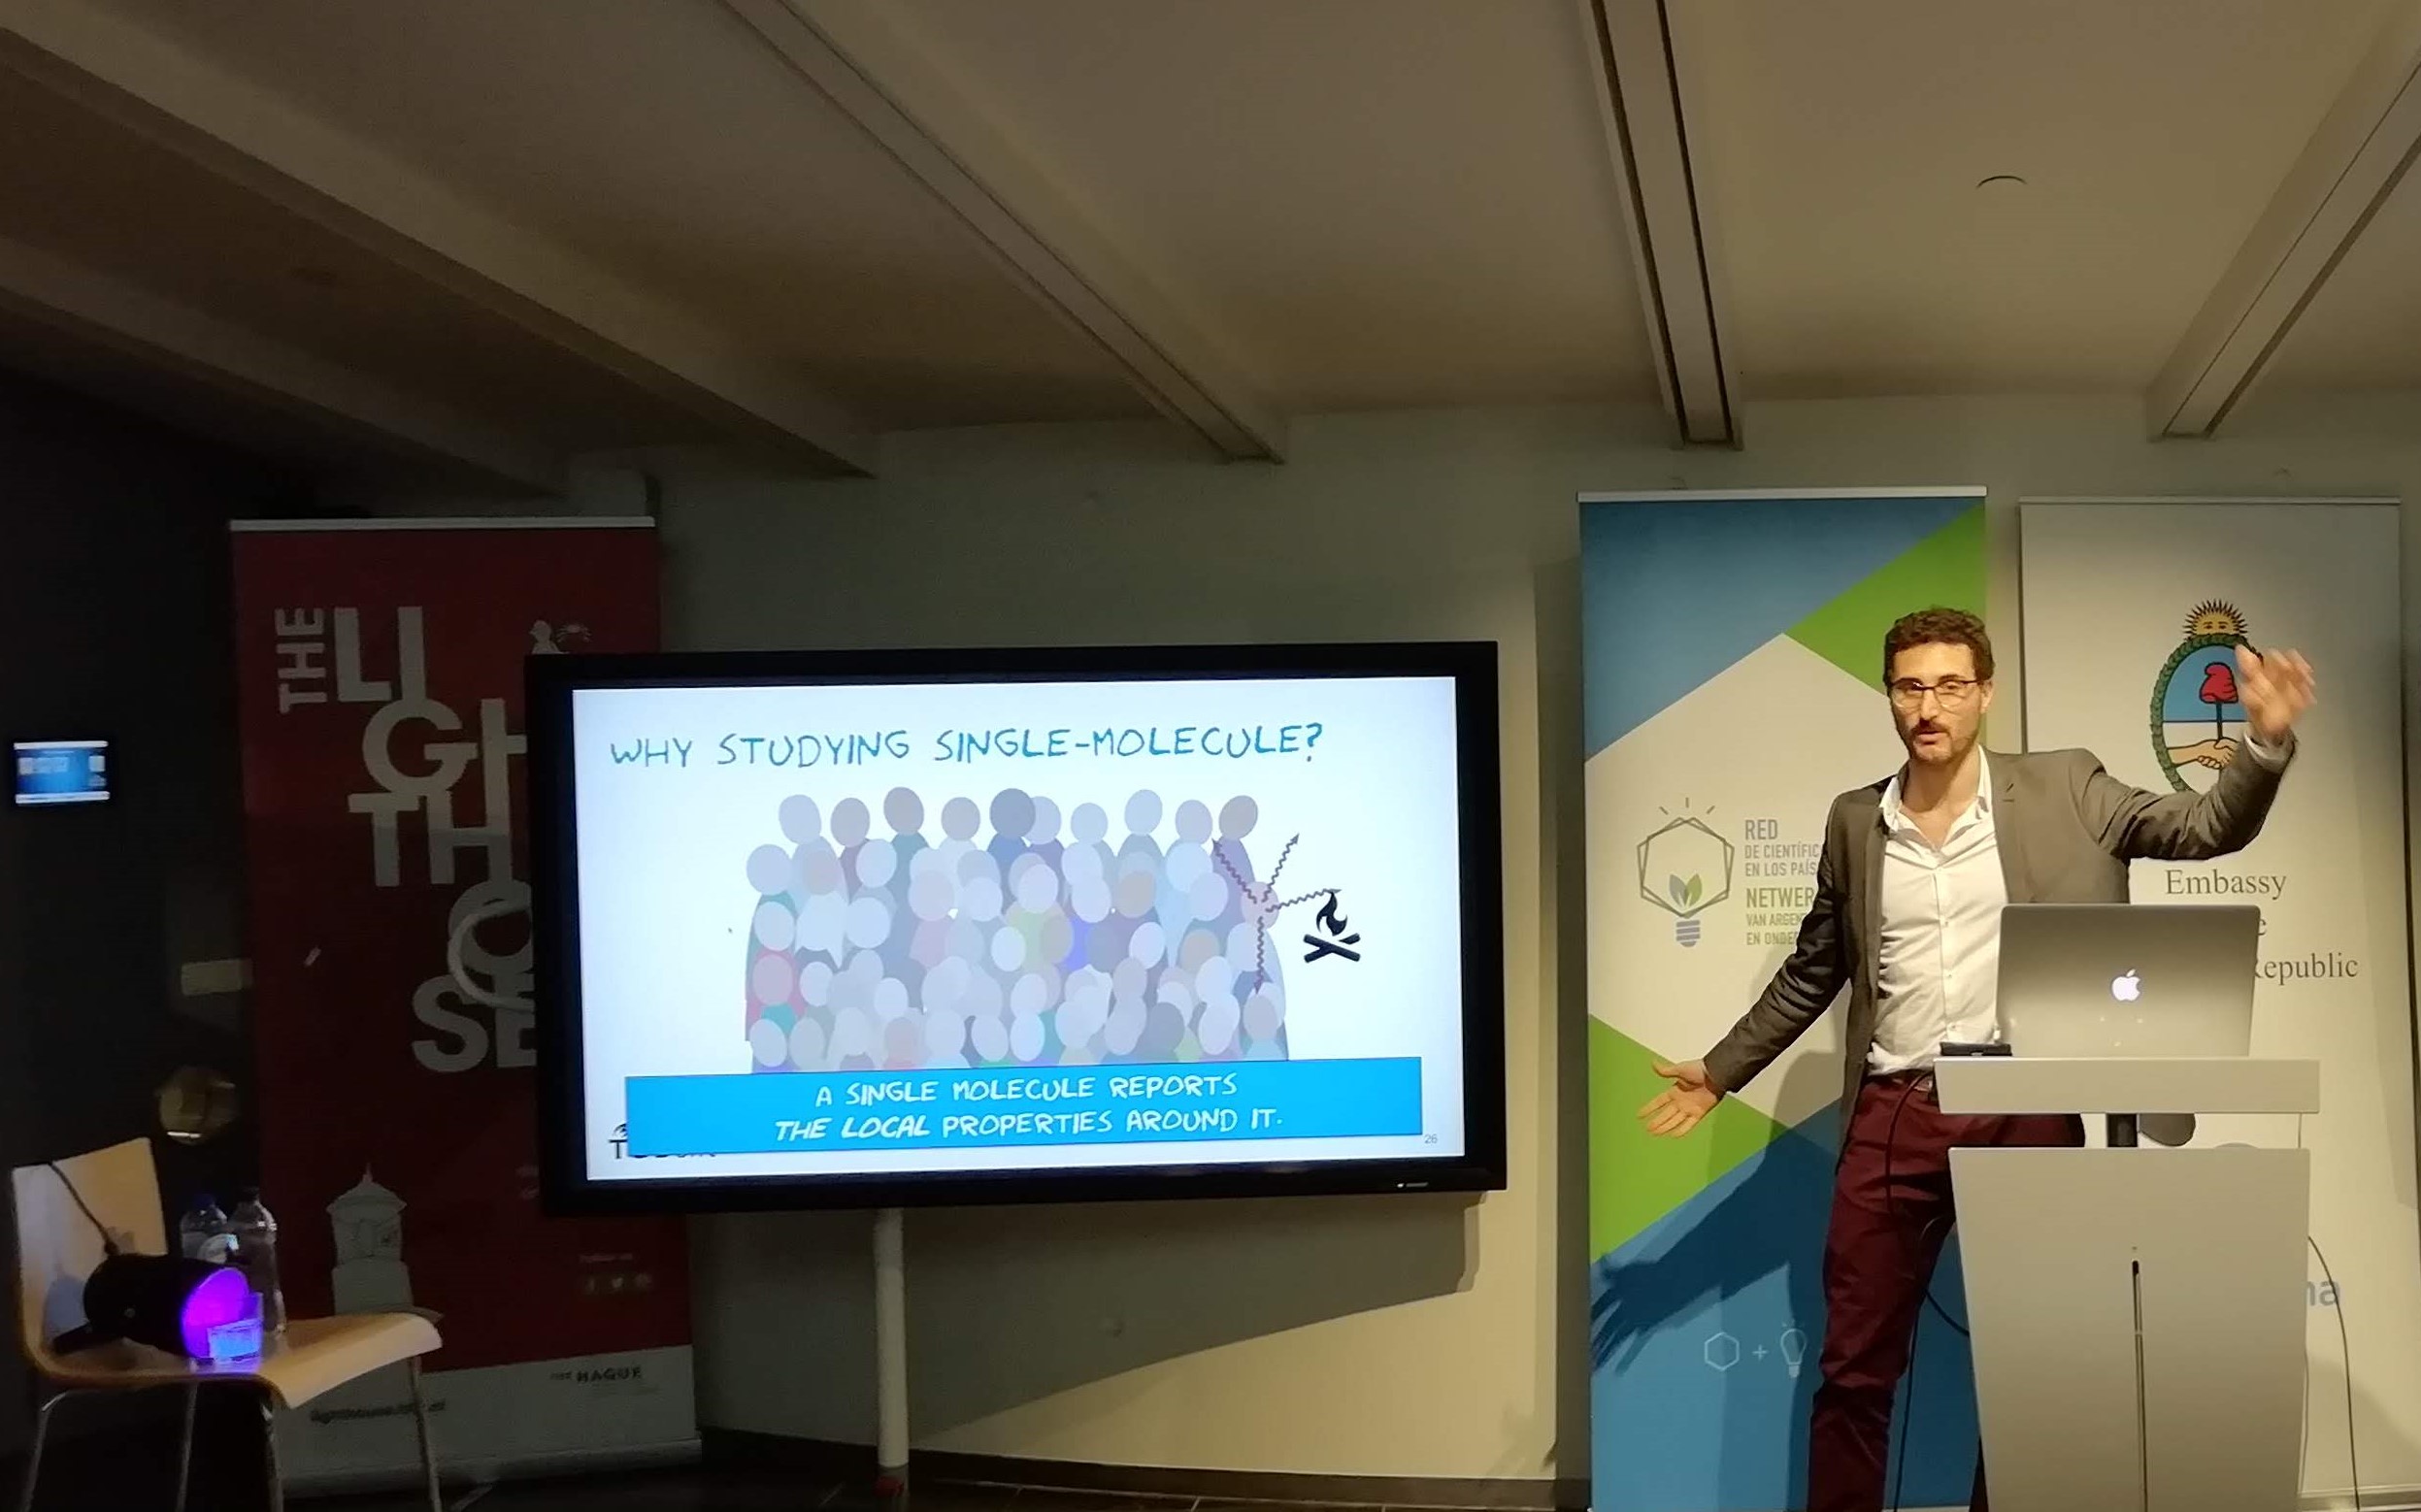 THE
LI
GH
TH
O
SE
THE HAGUE
WHY STUDYING SINGLE-MOLECULE?
A SINGLE MOLECULE REPORTS
THE LOCAL PROPERTIES AROUND IT.
26
RED
DE CIENTÍFIC
EN LOS PAÍS
NETWER
VAN ARGEN
EN ONDE
+
Embassy
Republic
na